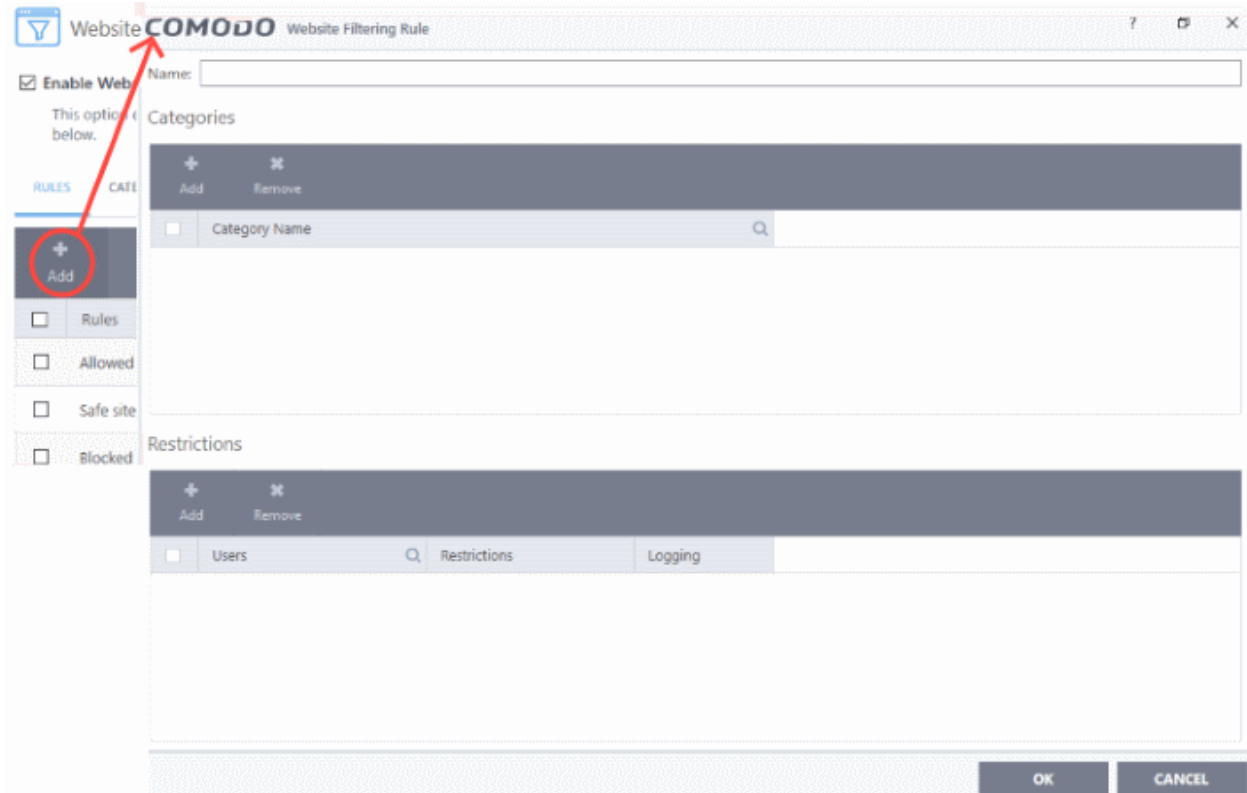 Website COMODO Website Filtering Rule ?
Enable Webs
Name:
This option e
below.
Categories
RULES CATE
Add Remove
Category Name
Add
Rules
Allowed
Safe site
Blocked
Restrictions
Add Remove
Users Restrictions Logging
OK CANCEL